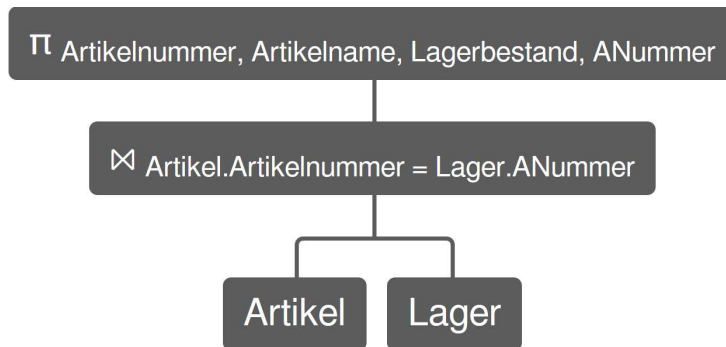 π Artikelnummer, Artikelname, Lagerbestand, ANummer
⋈ Artikel.Artikelnummer = Lager.ANummer
Artikel Lager